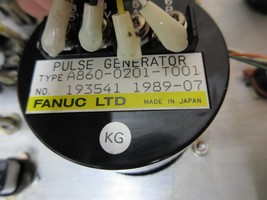 PULSE GENERATOR
TYPE A860-0201-T001
NO. 193541 1989-07
FANUC LTD MADE IN JAPAN
KG